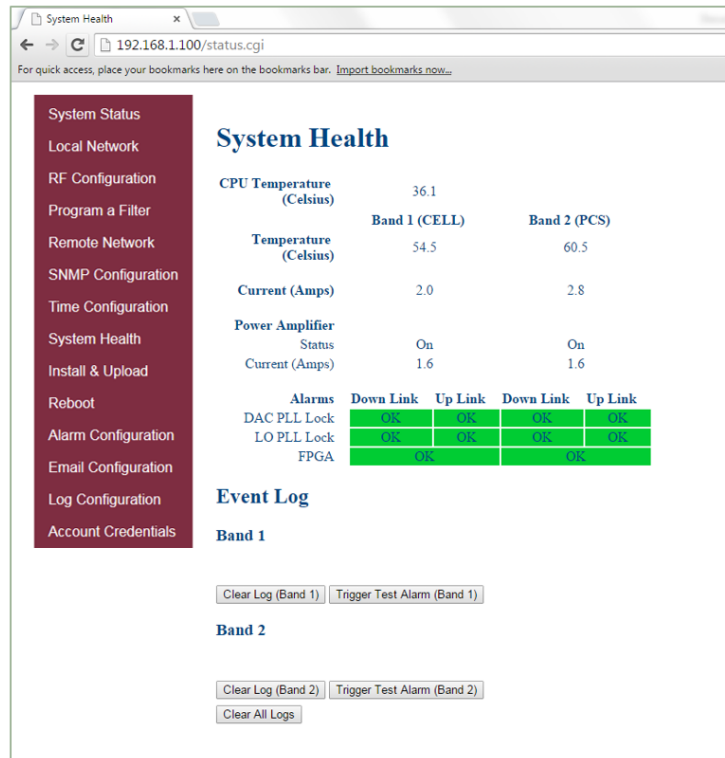 System Health x
192.168.1.100/status.cgi
For quick access, place your bookmarks here on the bookmarks bar. Import bookmarks now...
System Status
Local Network
RF Configuration
Program a Filter
Remote Network
SNMP Configuration
Time Configuration
System Health
Install & Upload
Reboot
Alarm Configuration
Email Configuration
Log Configuration
Account Credentials
System Health
CPU Temperature (Celsius) 36.1
Band 1 (CELL) Band 2 (PCS)
Temperature (Celsius) 54.5 60.5
Current (Amps) 2.0 2.8
Power Amplifier
Status On On
Current (Amps) 1.6 1.6
Alarms Down Link Up Link Down Link Up Link
DAC PLL Lock OK OK OK OK
LO PLL Lock OK OK OK OK
FPGA OK OK
Event Log
Band 1
Clear Log (Band 1) Trigger Test Alarm (Band 1)
Band 2
Clear Log (Band 2) Trigger Test Alarm (Band 2)
Clear All Logs